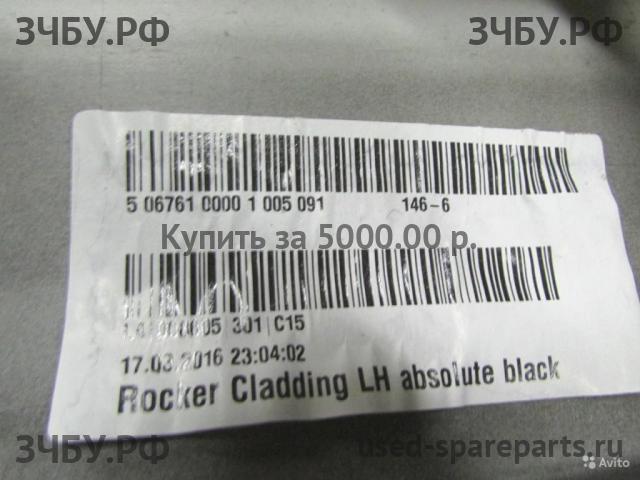 ЗЧБУ.РФ ЗЧБУ.РФ
5 06761 0000 1 005 091 146-6
Купить за 5000.00 р.
301 C15
17.03.2016 23:04:02
Rocker Cladding LH absolute black
ЗЧБУ.РФ used-spareparts.ru
Avito